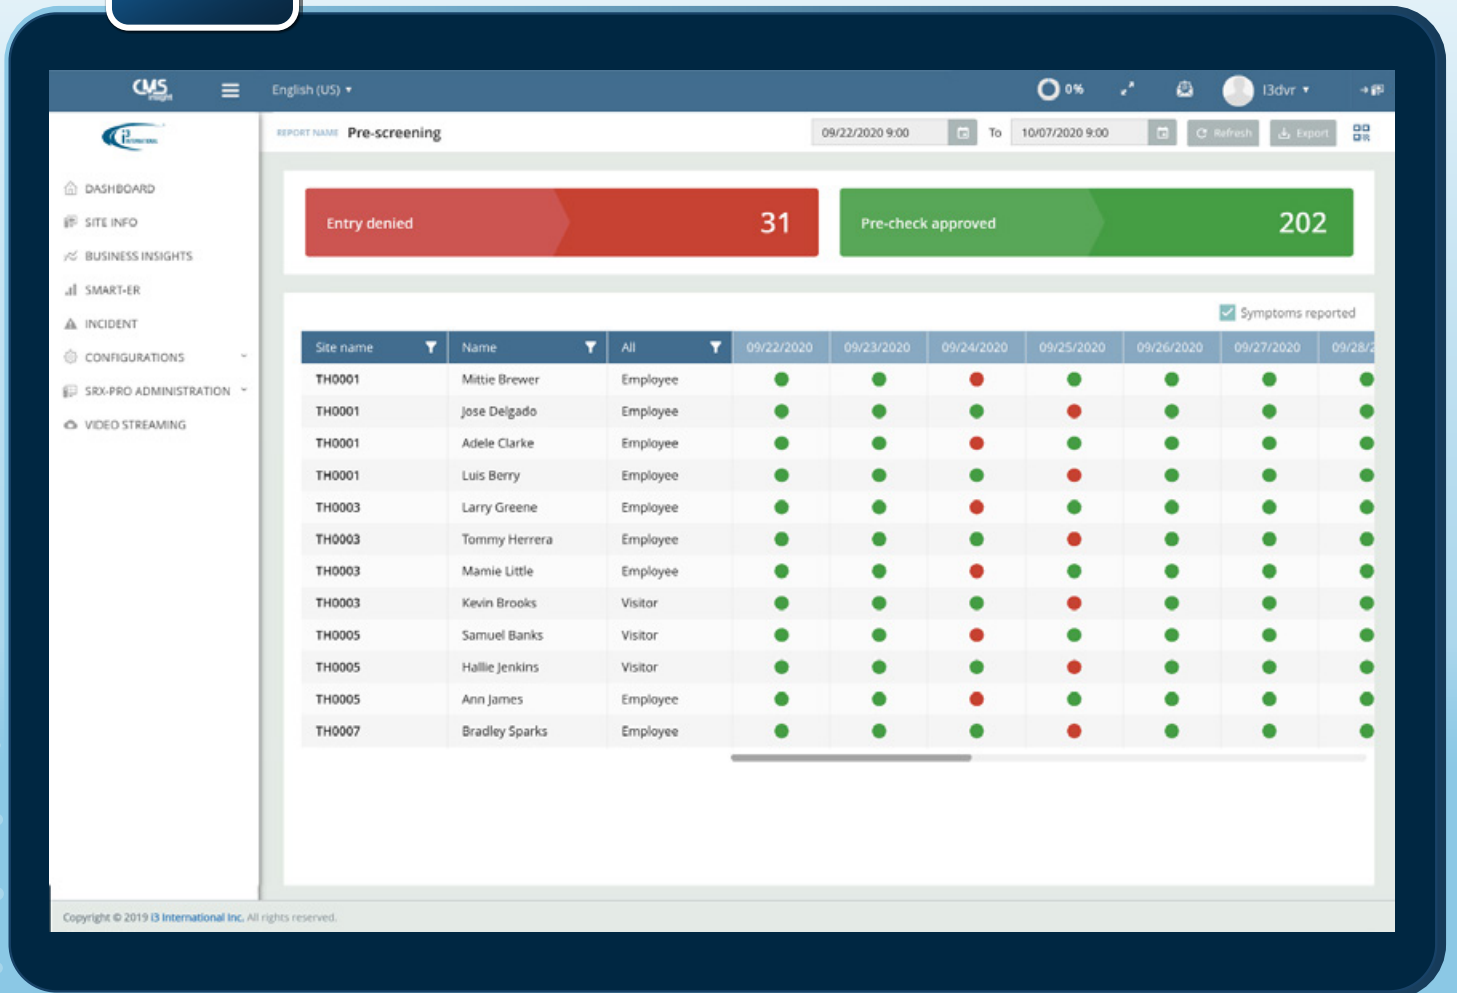 CMS
Insight
English (US)
0%
i3dvr
i3
INTERNATIONAL
REPORT NAME Pre-screening
09/22/2020 9:00 To 10/07/2020 9:00 Refresh Export
DASHBOARD
SITE INFO
BUSINESS INSIGHTS
SMART-ER
INCIDENT
CONFIGURATIONS
SRX-PRO ADMINISTRATION
VIDEO STREAMING
Entry denied 31
Pre-check approved 202
Symptoms reported
Site name Name All 09/22/2020 09/23/2020 09/24/2020 09/25/2020 09/26/2020 09/27/2020 09/28/2
TH0001 Mittie Brewer Employee
TH0001 Jose Delgado Employee
TH0001 Adele Clarke Employee
TH0001 Luis Berry Employee
TH0003 Larry Greene Employee
TH0003 Tommy Herrera Employee
TH0003 Mamie Little Employee
TH0003 Kevin Brooks Visitor
TH0005 Samuel Banks Visitor
TH0005 Hallie Jenkins Visitor
TH0005 Ann James Employee
TH0007 Bradley Sparks Employee
Copyright © 2019 i3 International Inc. All rights reserved.